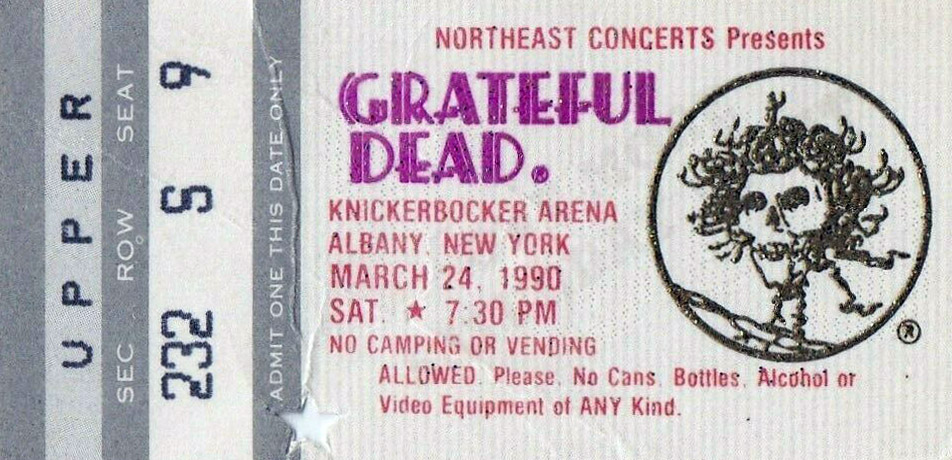 UPPER
SEC ROW SEAT
232 S 9
ADMIT ONE THIS DATE ONLY
NORTHEAST CONCERTS Presents
GRATEFUL
DEAD.
KNICKERBOCKER ARENA
ALBANY, NEW YORK
MARCH 24, 1990
SAT. ★ 7:30 PM
NO CAMPING OR VENDING
ALLOWED. Please, No Cans, Bottles, Alcohol or
Video Equipment of ANY Kind.
®